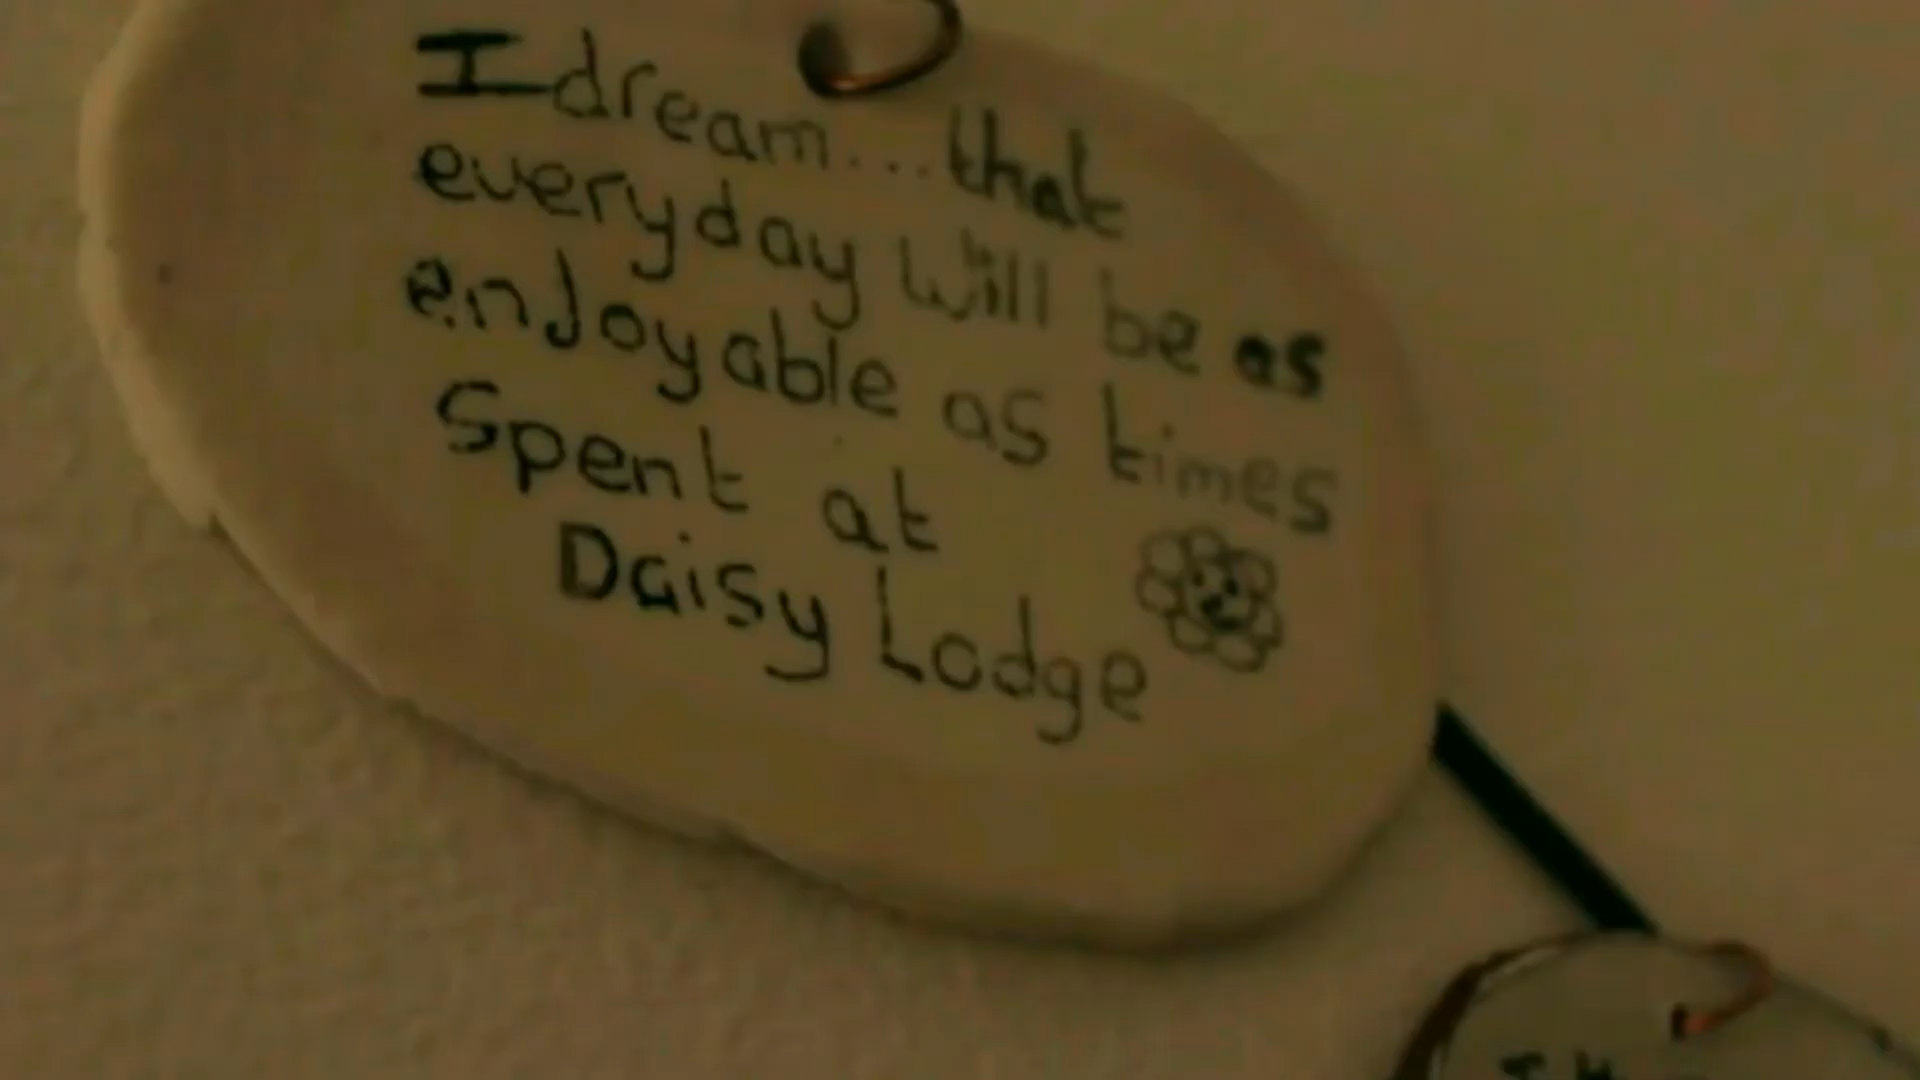 I dream... that
everyday will be as
enjoyable as times
Spent at
Daisy Lodge